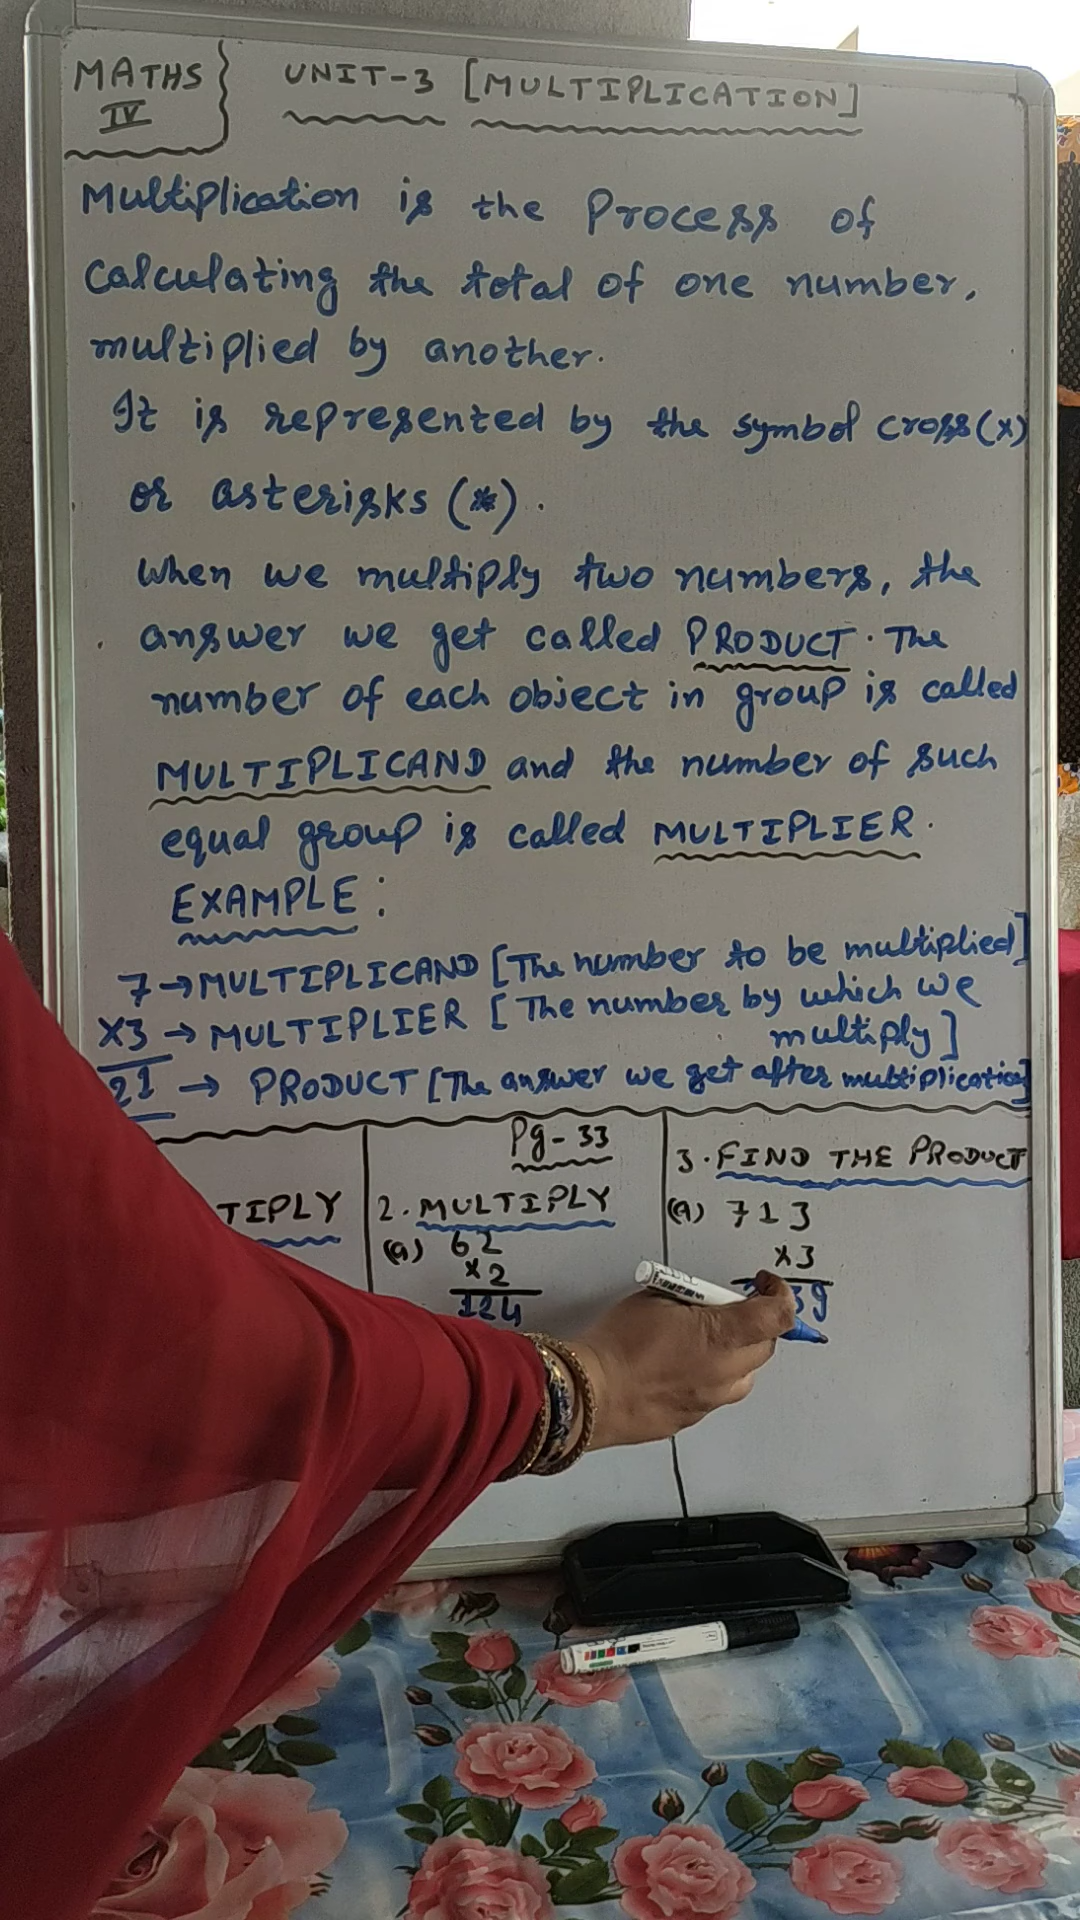 MATHS
IV
UNIT-3 [MULTIPLICATION]
Multiplication is the process of
calculating the total of one number,
multiplied by another.
It is represented by the symbol cross(x)
or asterisks (*).
When we multiply two numbers, the
answer we get called PRODUCT. The
number of each object in group is called
MULTIPLICAND and the number of such
equal group is called MULTIPLIER.
EXAMPLE:
7 → MULTIPLICAND [The number to be multiplied]
x3 → MULTIPLIER [The number by which we
multiply]
21 → PRODUCT [The answer we get after multiplication]
Pg-33
TIPLY
2. MULTIPLY
(a) 62
x2
124
3. FIND THE PRODUCT
(a) 713
x3
39